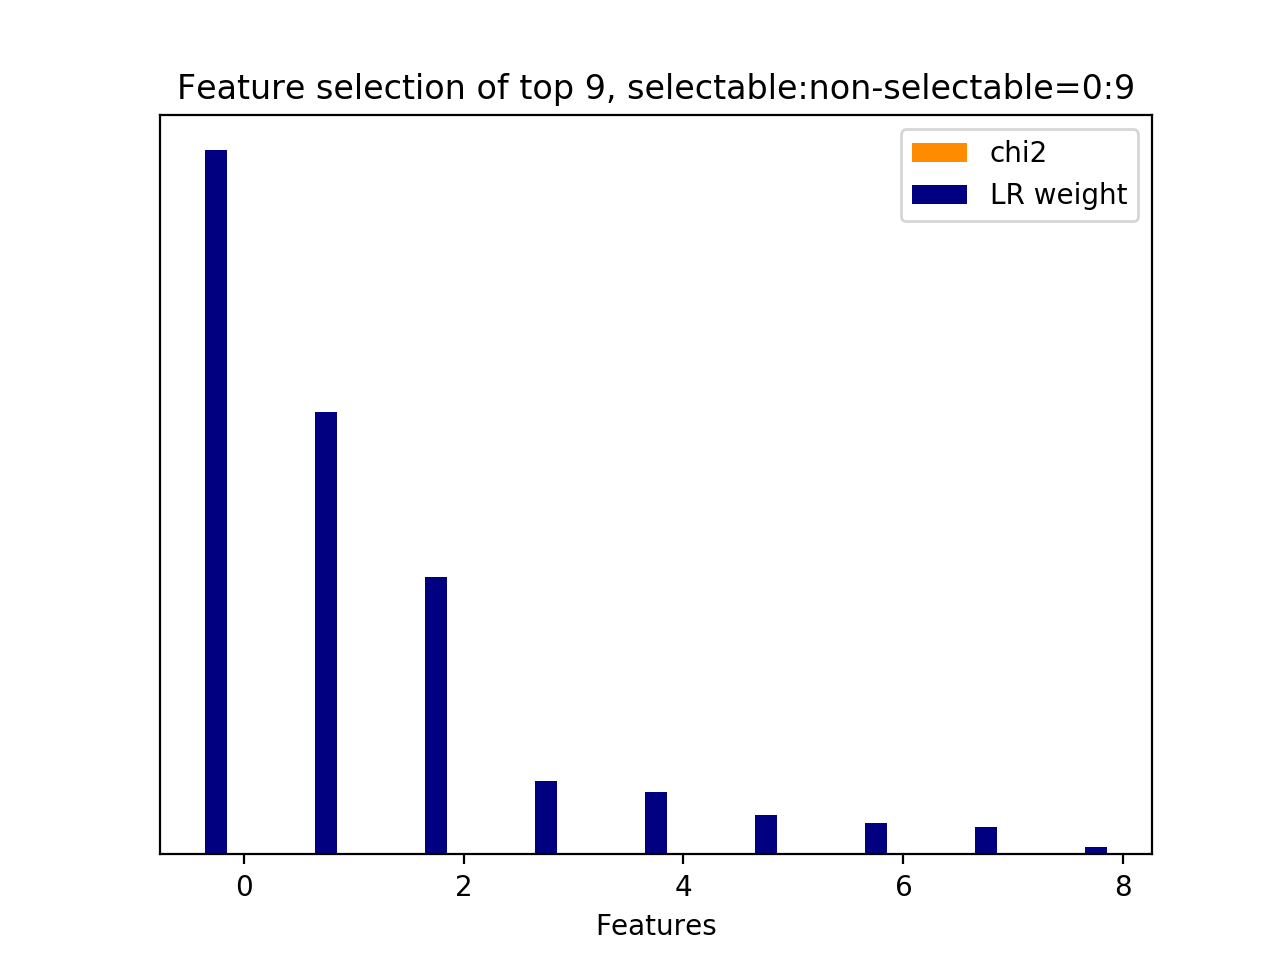 Feature selection of top 9, selectable:non-selectable=0:9
chi2
LR weight
0 2 4 6 8
Features